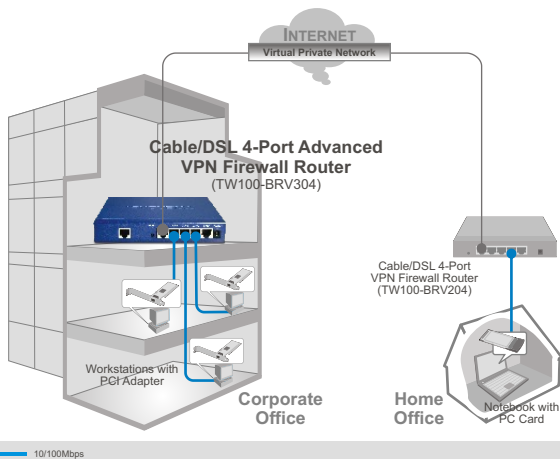 INTERNET
Virtual Private Network
Cable/DSL 4-Port Advanced
VPN Firewall Router
(TW100-BRV304)
Cable/DSL 4-Port
VPN Firewall Router
(TW100-BRV204)
Workstations with
PCI Adapter
Corporate
Office
Home
Office
Notebook with
PC Card
10/100Mbps